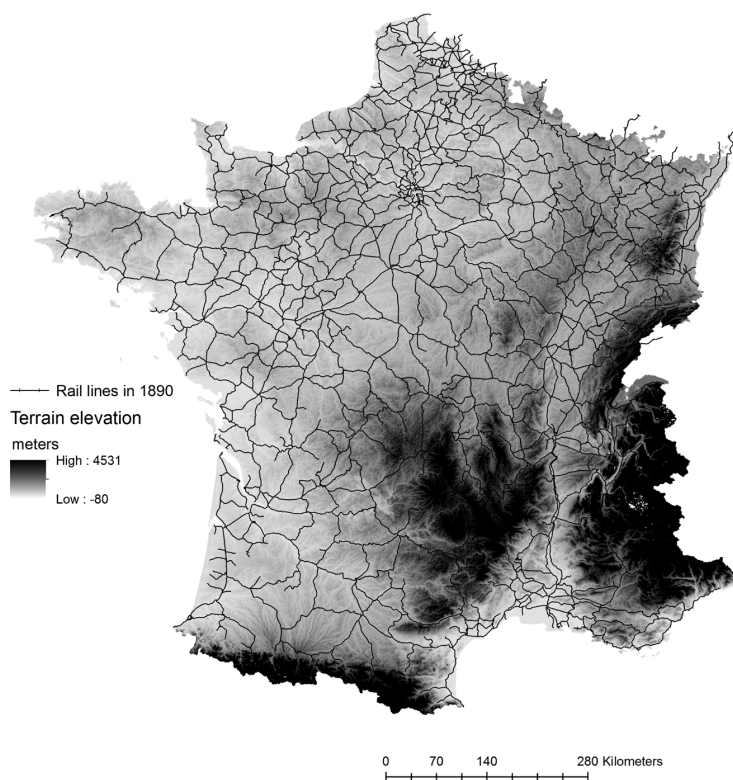 Rail lines in 1890
Terrain elevation
meters
High : 4531
Low : -80
0 70 140 280 Kilometers